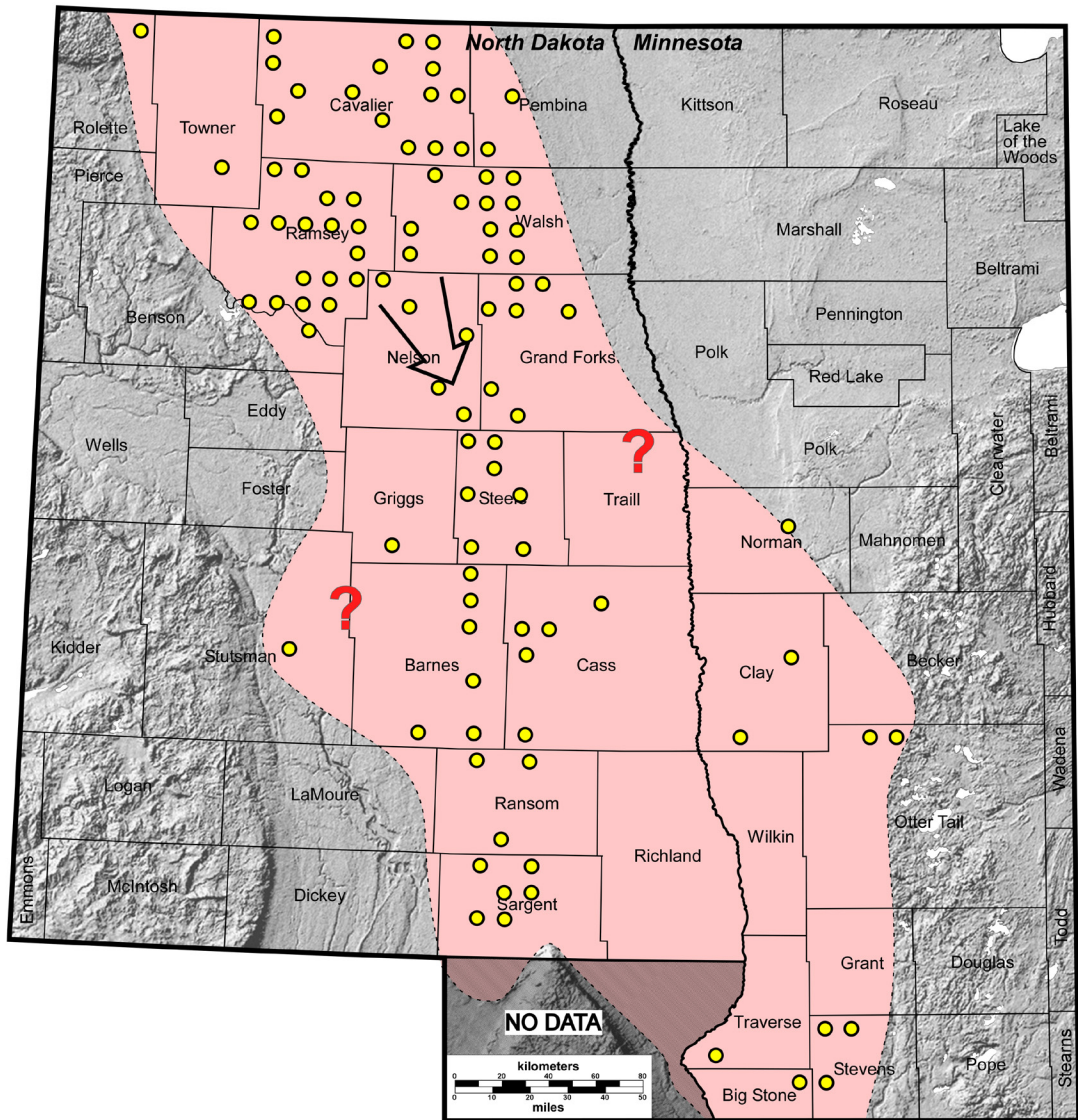 North Dakota Minnesota
Cavalier
Pembina
Kittson
Roseau
Rolette
Towner
Lake
of the
Woods
Pierce
Walsh
Marshall
Ramsey
Beltrami
Benson
Pennington
Nelson
Grand Forks
Polk
Red Lake
Eddy
Clearwater
Beltrami
Wells
?
Polk
Foster
Griggs
Steele
Traill
Norman
Mahnomen
Hubbard
?
Kidder
Stutsman
Barnes
Cass
Clay
Becker
Wadena
Logan
LaMoure
Ransom
Wilkin
Otter Tail
Richland
Emmons
McIntosh
Dickey
Sargent
Todd
Grant
Douglas
NO DATA
Traverse
Stearns
kilometers
0 20 40 60 80
0 10 20 30 40 50
miles
Big Stone
Stevens
Pope